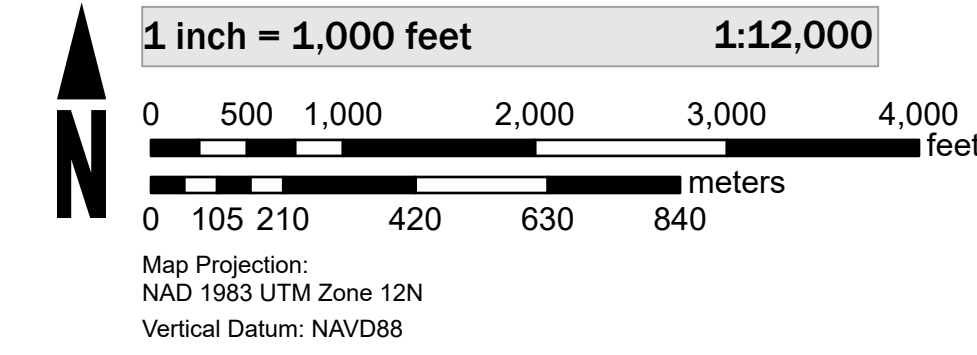 1 inch = 1,000 feet 1:12,000
0 500 1,000 2,000 3,000 4,000
feet
N
meters
0 105 210 420 630 840
Map Projection:
NAD 1983 UTM Zone 12N
Vertical Datum: NAVD88